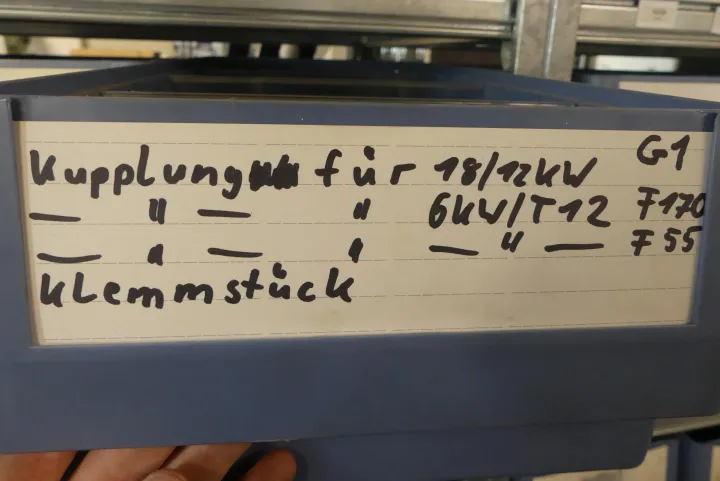 Kupplung für 18/12kW G1
— " — " 6kW/T12 F170
— " — " — " — F55
Klemmstück